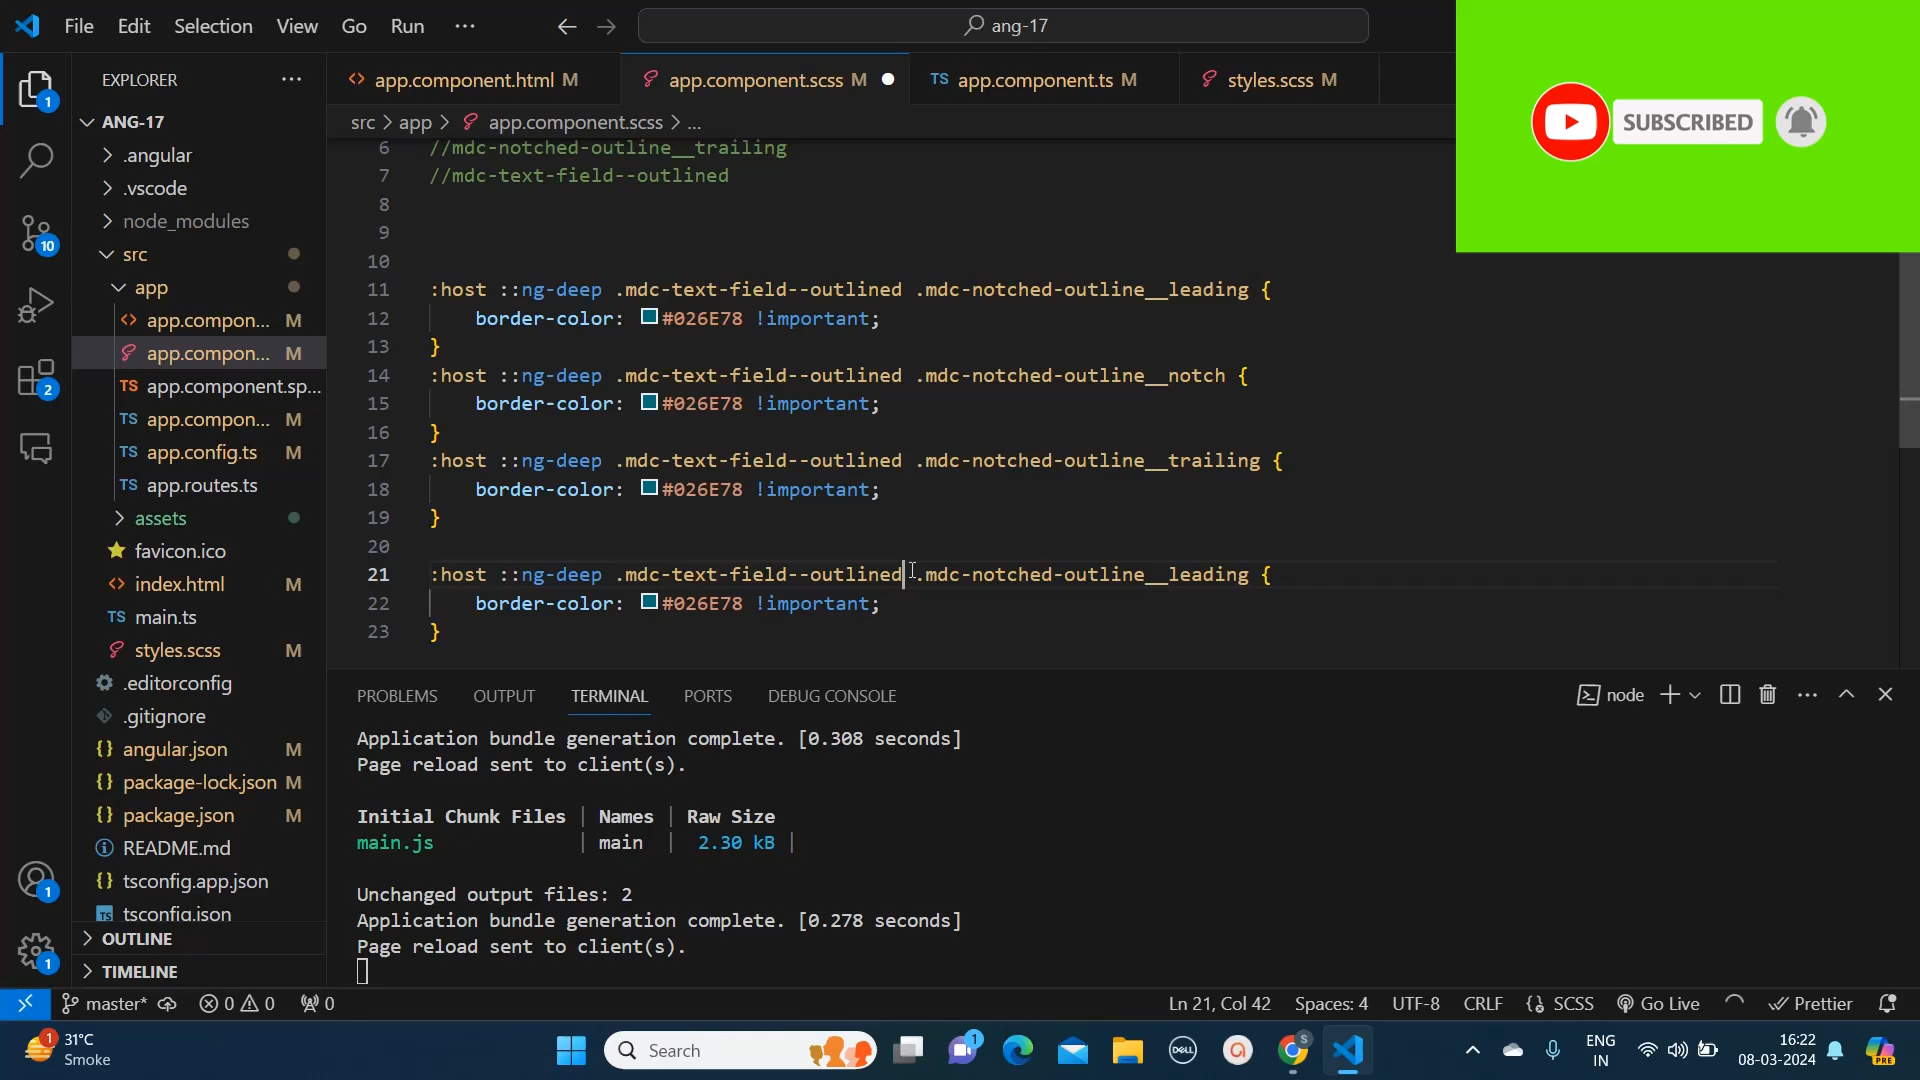 File Edit Selection View Go Run ··· ang-17
SUBSCRIBED
EXPLORER
app.component.html M
app.component.scss M
TS app.component.ts M
styles.scss M
src > app > app.component.scss > ...
ANG-17
.angular
.vscode
node_modules
src
app
app.compon... M
app.compon... M
TS app.component.sp...
TS app.compon... M
TS app.config.ts M
TS app.routes.ts
assets
favicon.ico
index.html M
TS main.ts
styles.scss M
.editorconfig
.gitignore
{} angular.json M
{} package-lock.json M
{} package.json M
README.md
{} tsconfig.app.json
tsconfig.json
OUTLINE
TIMELINE
1
10
2
1
1
6 //mdc-notched-outline__trailing
7 //mdc-text-field--outlined
8
9
10
11 :host ::ng-deep .mdc-text-field--outlined .mdc-notched-outline__leading {
12 border-color: #026E78 !important;
13 }
14 :host ::ng-deep .mdc-text-field--outlined .mdc-notched-outline__notch {
15 border-color: #026E78 !important;
16 }
17 :host ::ng-deep .mdc-text-field--outlined .mdc-notched-outline__trailing {
18 border-color: #026E78 !important;
19 }
20
21 :host ::ng-deep .mdc-text-field--outlined .mdc-notched-outline__leading {
22 border-color: #026E78 !important;
23 }
PROBLEMS OUTPUT TERMINAL PORTS DEBUG CONSOLE node
Application bundle generation complete. [0.308 seconds]
Page reload sent to client(s).
Initial Chunk Files | Names | Raw Size
main.js | main | 2.30 kB |
Unchanged output files: 2
Application bundle generation complete. [0.278 seconds]
Page reload sent to client(s).
master* 0 0 0 Ln 21, Col 42 Spaces: 4 UTF-8 CRLF {} SCSS Go Live Prettier
1 31°C
Smoke
Search
1
DELL
S
ENG
IN
16:22
08-03-2024
PRE